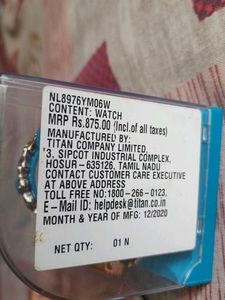 NL8976YM06W
CONTENT: WATCH
MRP Rs.875.00 (Incl.of all taxes)
MANUFACTURED BY:
TITAN COMPANY LIMITED,
'3. SIPCOT INDUSTRIAL COMPLEX,
HOSUR-635126, TAMIL NADU
CONTACT CUSTOMER CARE EXECUTIVE
AT ABOVE ADDRESS
TOLL FREE NO:1800-266-0123.
E-Mail ID: helpdesk@titan.co.in
MONTH & YEAR OF MFG: 12/2020
NET QTY: 01 N